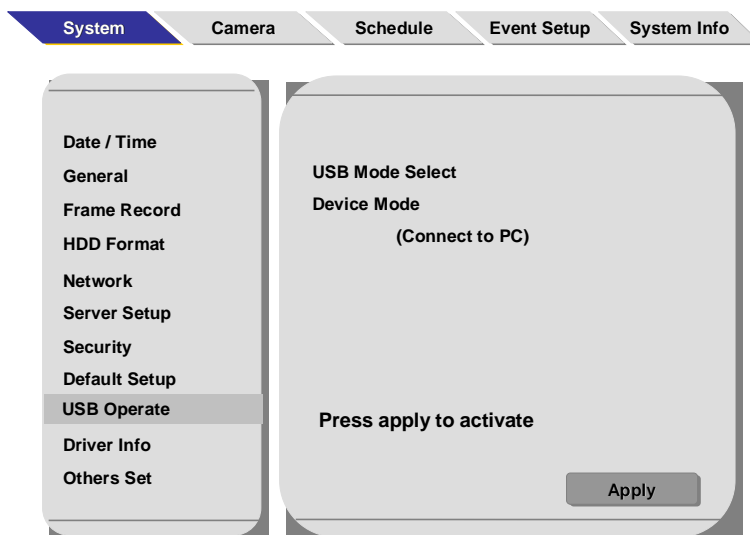 System Camera Schedule Event Setup System Info
Date / Time
General
Frame Record
HDD Format
Network
Server Setup
Security
Default Setup
USB Operate
Driver Info
Others Set
USB Mode Select
Device Mode
(Connect to PC)
Press apply to activate
Apply